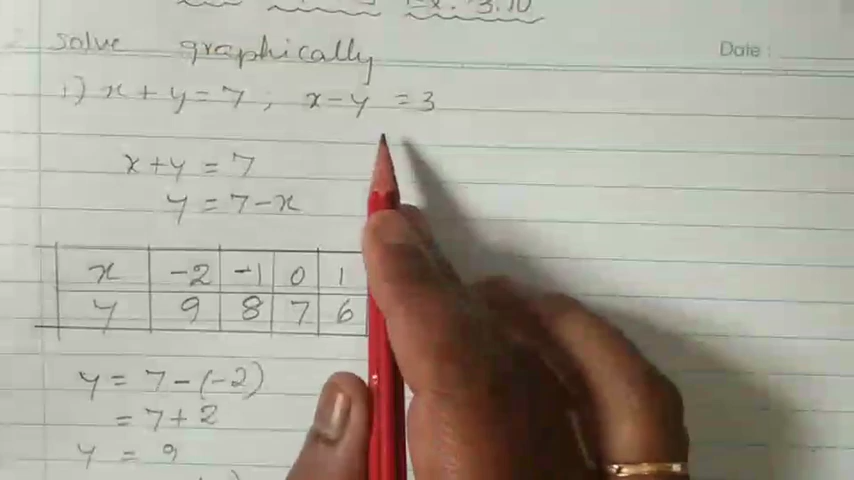 Ex. 3.10
Solve graphically
Date :
i) x + y = 7 ; x - y = 3
x + y = 7
y = 7 - x
x -2 -1 0 1
y 9 8 7 6
y = 7 - (-2)
= 7 + 2
y = 9